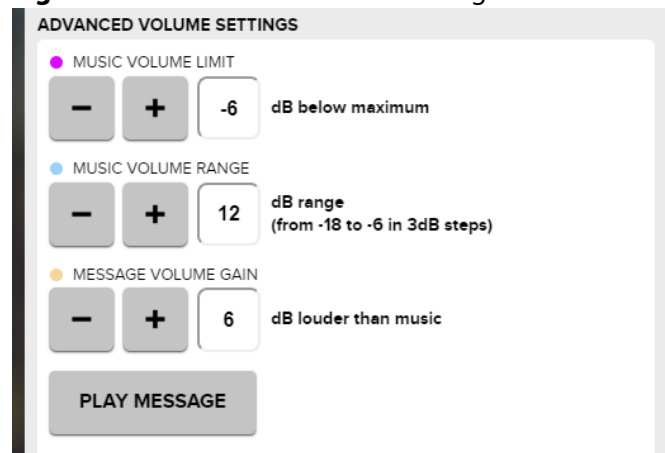 ADVANCED VOLUME SETTINGS
MUSIC VOLUME LIMIT
− + -6 dB below maximum
MUSIC VOLUME RANGE
− + 12 dB range
(from -18 to -6 in 3dB steps)
MESSAGE VOLUME GAIN
− + 6 dB louder than music
PLAY MESSAGE